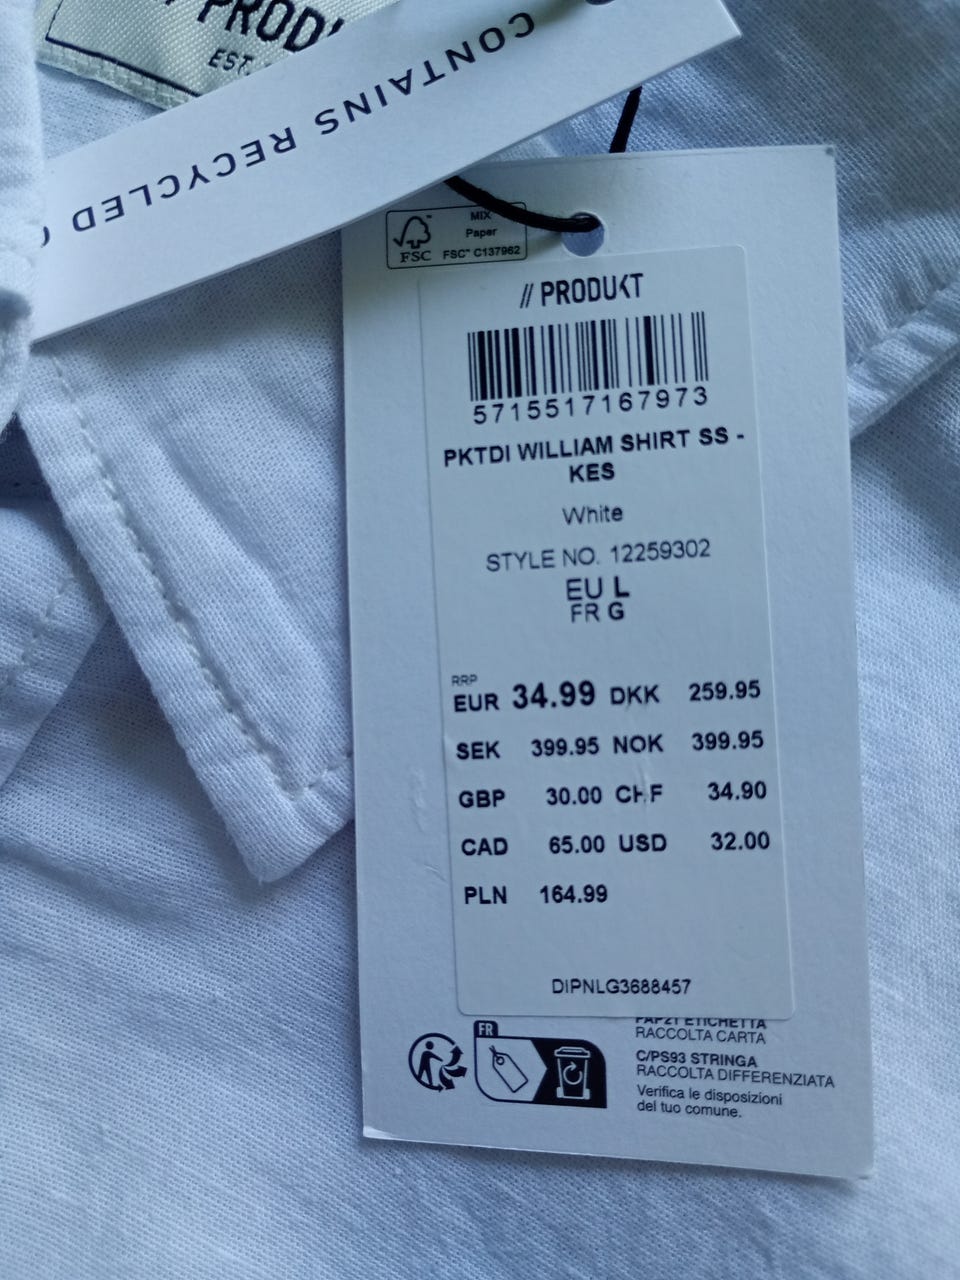 PRODU
EST.
CONTAINS RECYCLED
FSC
MIX
Paper
FSC™ C137962
// PRODUKT
5715517167973
PKTDI WILLIAM SHIRT SS -
KES
White
STYLE NO. 12259302
EU L
FR G
RRP
EUR 34.99 DKK 259.95
SEK 399.95 NOK 399.95
GBP 30.00 CHF 34.90
CAD 65.00 USD 32.00
PLN 164.99
DIPNLG3688457
FR
PAP21 ETICHETTA
RACCOLTA CARTA
C/PS93 STRINGA
RACCOLTA DIFFERENZIATA
Verifica le disposizioni
del tuo comune.